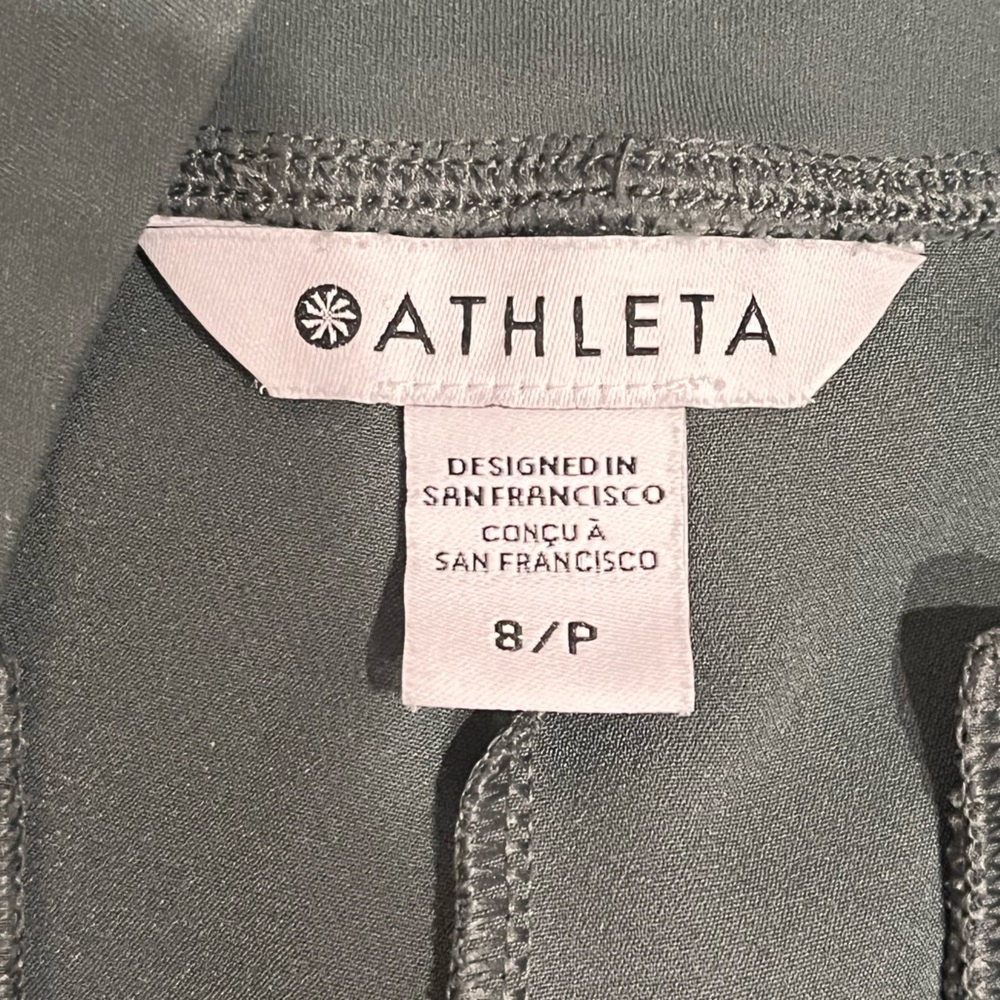 ATHLETA
DESIGNED IN
SAN FRANCISCO
CONÇU À
SAN FRANCISCO
8/P